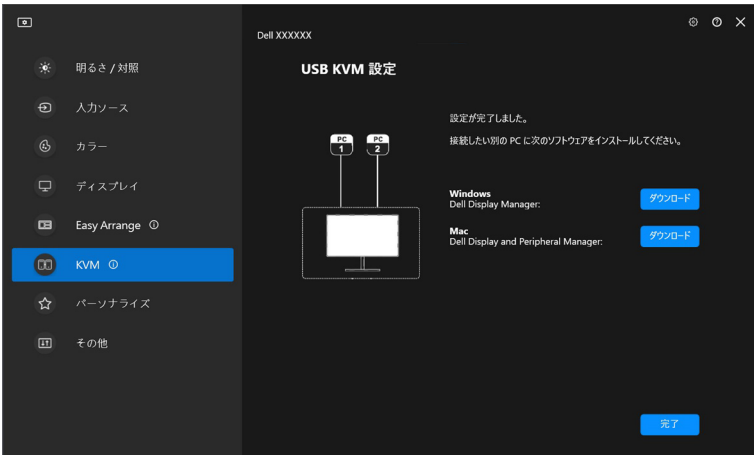 Dell XXXXXX
明るさ / 対照
入力ソース
カラー
ディスプレイ
Easy Arrange
KVM
パーソナライズ
その他
USB KVM 設定
PC
1
PC
2
設定が完了しました。
接続したい別の PC に次のソフトウェアをインストールしてください。
Windows
Dell Display Manager:
ダウンロード
Mac
Dell Display and Peripheral Manager:
ダウンロード
完了